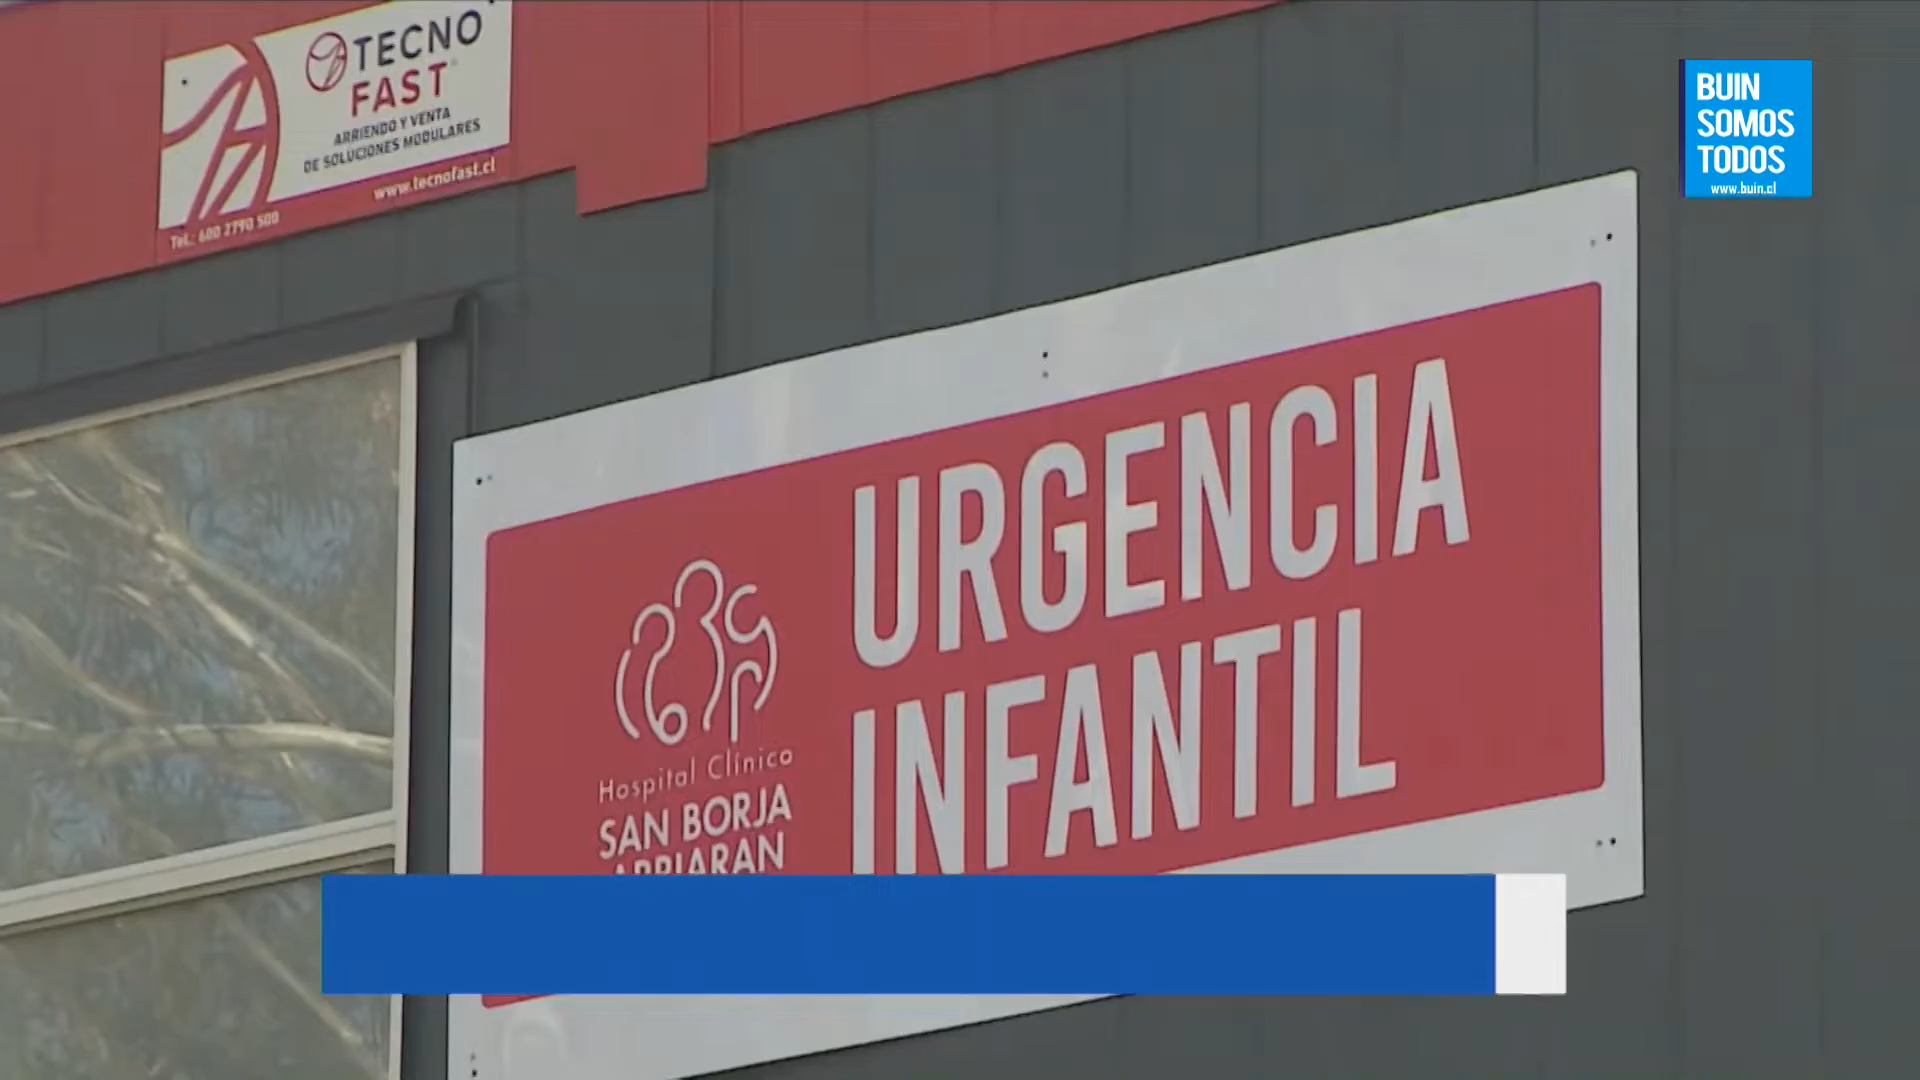 TECNO
FAST
ARRIENDO Y VENTA
DE SOLUCIONES MODULARES
www.tecnofast.cl
Tel.: 600 2790 500
BUIN
SOMOS
TODOS
www.buin.cl
URGENCIA
INFANTIL
Hospital Clínico
SAN BORJA
ARRIARAN